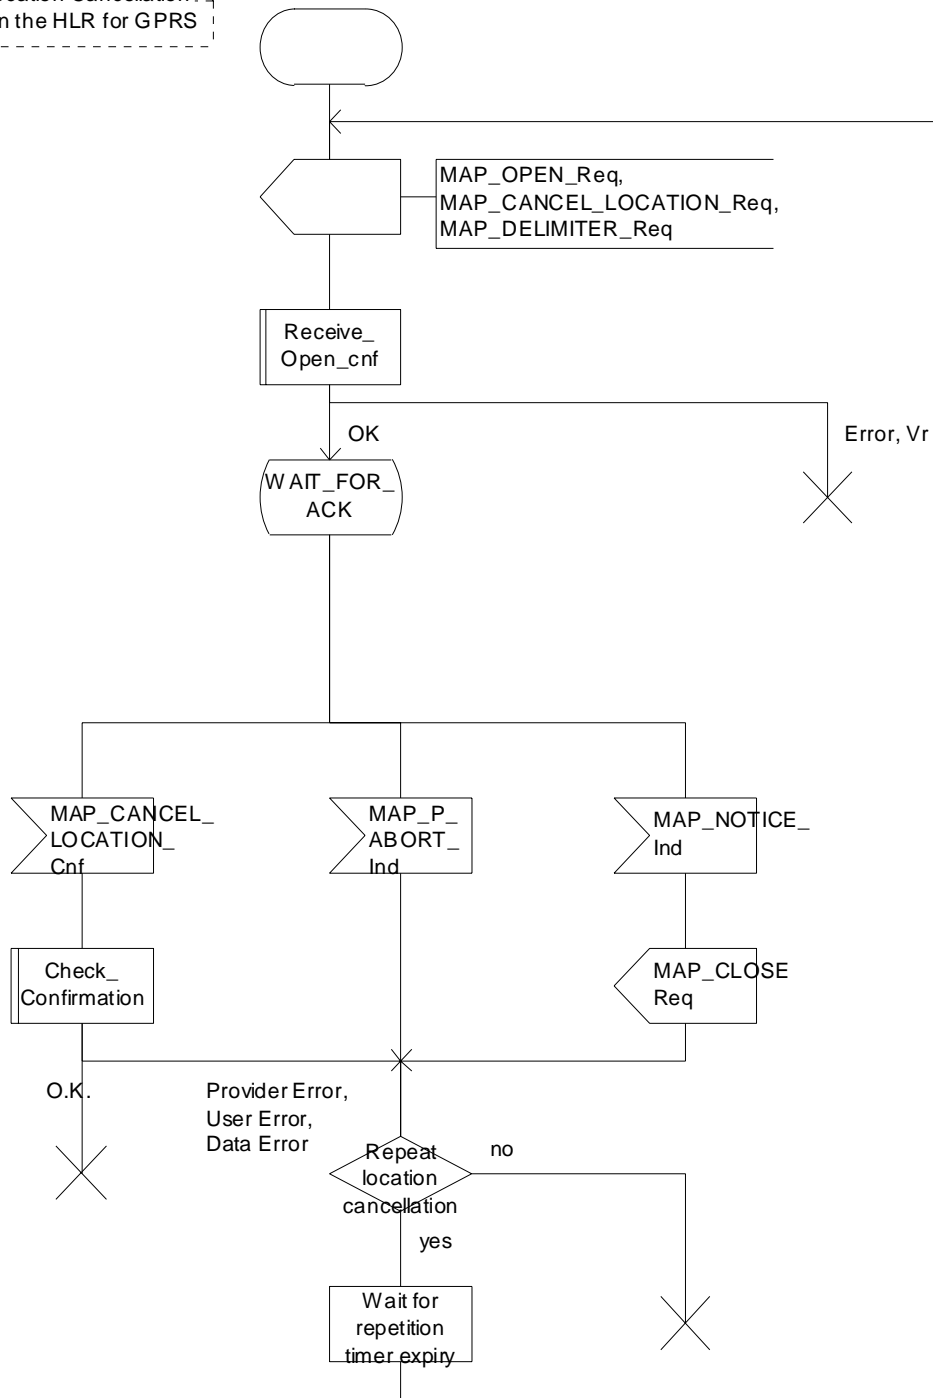 n the HLR for GPRS
MAP_OPEN_Req,
MAP_CANCEL_LOCATION_Req,
MAP_DELIMITER_Req
Receive_
Open_cnf
OK
Error, Vr
WAIT_FOR_
ACK
MAP_CANCEL_
LOCATION_
Cnf
MAP_P_
ABORT_
Ind
MAP_NOTICE_
Ind
Check_
Confirmation
MAP_CLOSE
Req
O.K.
Provider Error,
User Error,
Data Error
Repeat
location
cancellation
no
yes
Wait for
repetition
timer expiry